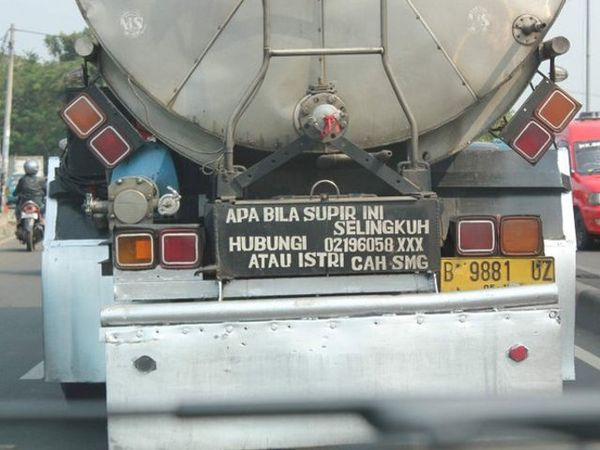 APA BILA SUPIR INI
SELINGKUH
HUBUNGI 02196058 XXX
ATAU ISTRI CAH SMG
B 9881 UZ